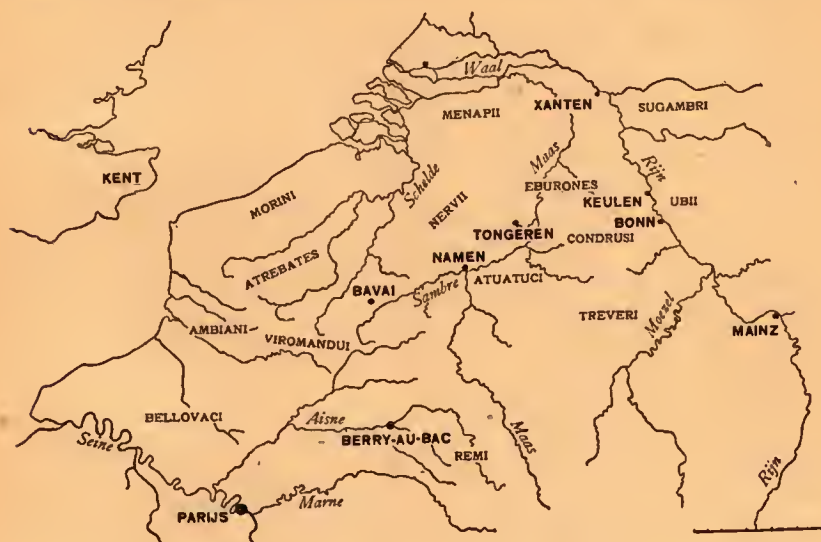 Waal
MENAPII
XANTEN
SUGAMBRI
KENT
Maas
Rijn
MORINI
Schelde
NERVII
EBURONES
KEULEN
UBII
TONGEREN
BONN
CONDRUSI
ATREBATES
NAMEN
BAVAI
Sambre
ATUATUCI
TREVERI
Moezel
MAINZ
AMBIANI
VIROMANDUI
BELLOVACI
Aisne
BERRY-AU-BAC
Seine
REMI
Maas
Rijn
PARIJS
Marne